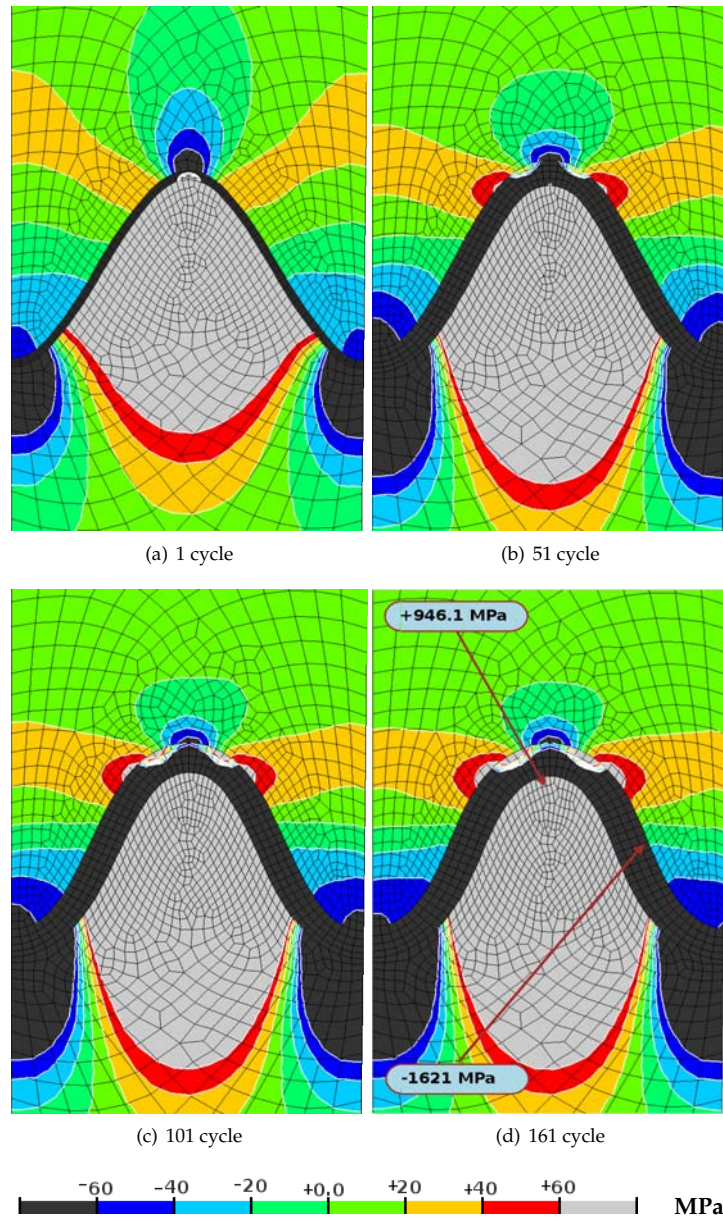 (a) 1 cycle
(b) 51 cycle
+946.1 MPa
-1621 MPa
(c) 101 cycle
(d) 161 cycle
-60 -40 -20 +0.0 +20 +40 +60 MPa